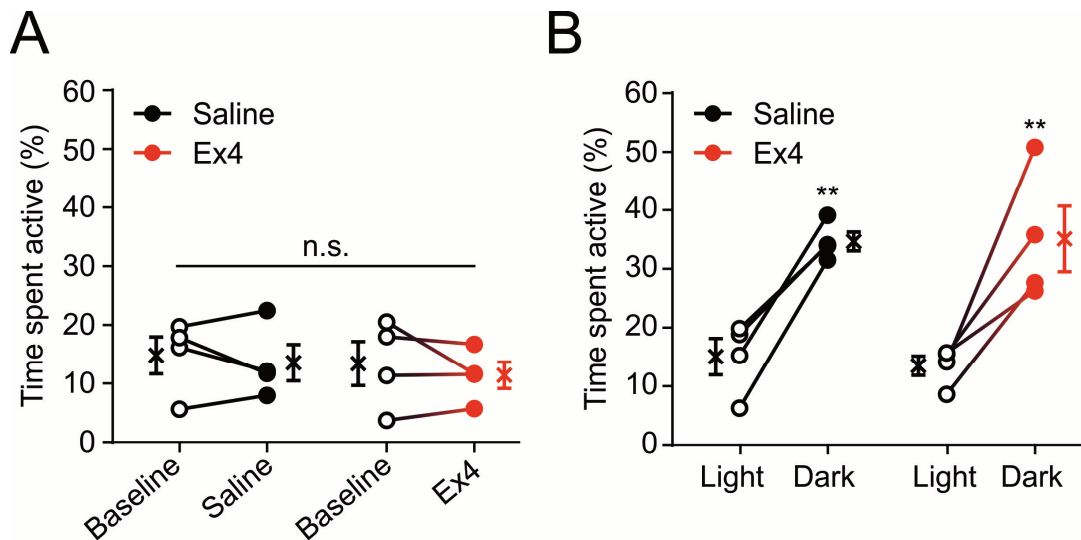 A
Time spent active (%)
60
50
40
30
20
10
0
Saline
Ex4
n.s.
Baseline
Saline
Baseline
Ex4
B
Time spent active (%)
60
50
40
30
20
10
0
Saline
Ex4
**
**
Light
Dark
Light
Dark